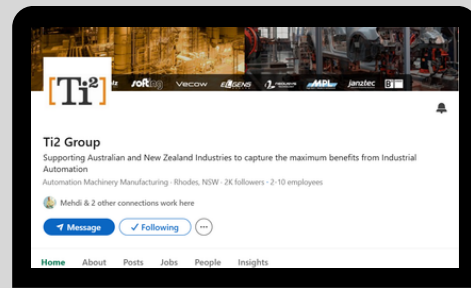 [Ti²]
softing
VECOW
ELGENS
MPL
janztec
Ti2 Group
Supporting Australian and New Zealand Industries to capture the maximum benefits from Industrial
Automation
Automation Machinery Manufacturing · Rhodes, NSW · 2K followers · 2-10 employees
Mehdi & 2 other connections work here
Message
✓ Following
Home About Posts Jobs People Insights